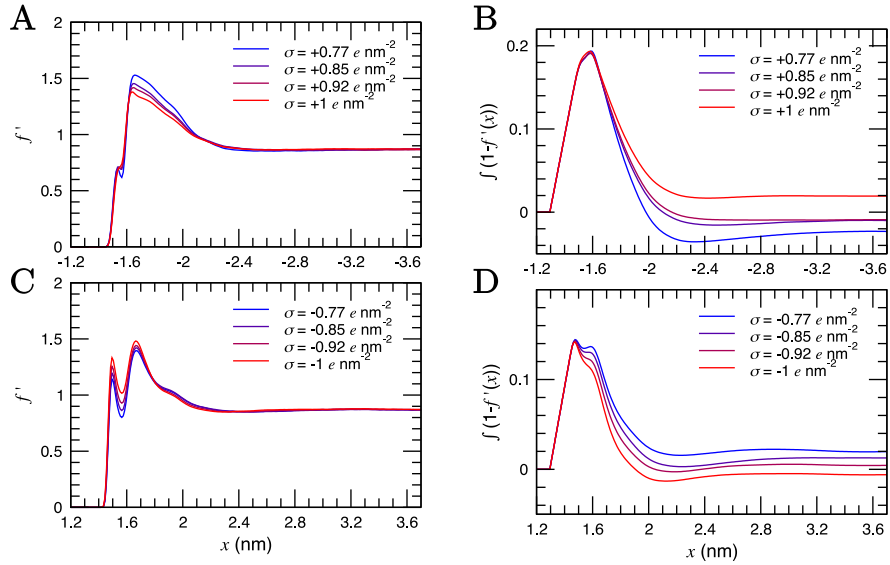 A
2
1.5
1
0.5
0
f '
σ = +0.77 e nm-2
σ = +0.85 e nm-2
σ = +0.92 e nm-2
σ = +1 e nm-2
-1.2 -1.6 -2 -2.4 -2.8 -3.2 -3.6
B
0.2
0.1
0
∫ (1-f '(x))
σ = +0.77 e nm-2
σ = +0.85 e nm-2
σ = +0.92 e nm-2
σ = +1 e nm-2
-1.2 -1.6 -2 -2.4 -2.8 -3.2 -3.6
C
2
1.5
1
0.5
0
f '
σ = -0.77 e nm-2
σ = -0.85 e nm-2
σ = -0.92 e nm-2
σ = -1 e nm-2
1.2 1.6 2 2.4 2.8 3.2 3.6
x (nm)
D
0.1
0
∫ (1-f '(x))
σ = -0.77 e nm-2
σ = -0.85 e nm-2
σ = -0.92 e nm-2
σ = -1 e nm-2
1.2 1.6 2 2.4 2.8 3.2 3.6
x (nm)